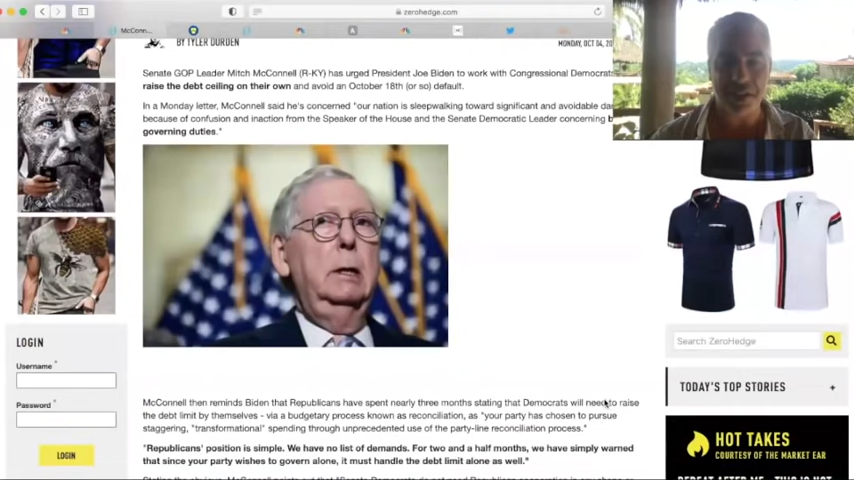 zerohedge.com
McConn...
BY TYLER DURDEN
MONDAY, OCT 04, 20
Senate GOP Leader Mitch McConnell (R-KY) has urged President Joe Biden to work with Congressional Democrats
raise the debt ceiling on their own and avoid an October 18th (or so) default.
In a Monday letter, McConnell said he's concerned "our nation is sleepwalking toward significant and avoidable da
because of confusion and inaction from the Speaker of the House and the Senate Democratic Leader concerning b
governing duties."
LOGIN
Username *
Password *
LOGIN
Search ZeroHedge
TODAY'S TOP STORIES +
HOT TAKES
COURTESY OF THE MARKET EAR
McConnell then reminds Biden that Republicans have spent nearly three months stating that Democrats will need to raise
the debt limit by themselves - via a budgetary process known as reconciliation, as "your party has chosen to pursue
staggering, "transformational" spending through unprecedented use of the party-line reconciliation process."
"Republicans' position is simple. We have no list of demands. For two and a half months, we have simply warned
that since your party wishes to govern alone, it must handle the debt limit alone as well."